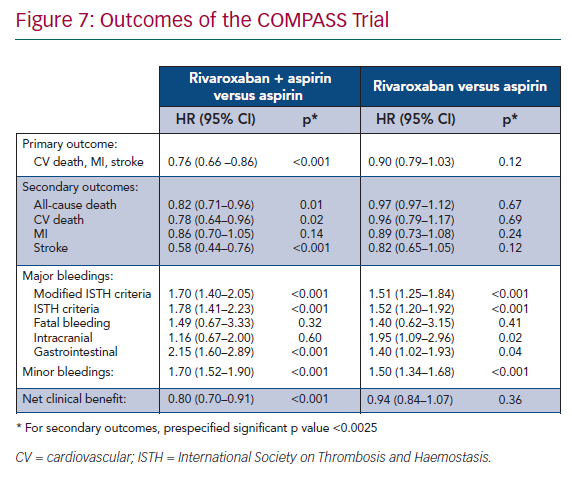 Figure 7: Outcomes of the COMPASS Trial
Rivaroxaban + aspirin versus aspirin Rivaroxaban versus aspirin
HR (95% CI) p* HR (95% CI) p*
Primary outcome:
CV death, MI, stroke 0.76 (0.66 –0.86) <0.001 0.90 (0.79–1.03) 0.12
Secondary outcomes:
All-cause death 0.82 (0.71–0.96) 0.01 0.97 (0.97–1.12) 0.67
CV death 0.78 (0.64–0.96) 0.02 0.96 (0.79–1.17) 0.69
MI 0.86 (0.70–1.05) 0.14 0.89 (0.73–1.08) 0.24
Stroke 0.58 (0.44–0.76) <0.001 0.82 (0.65–1.05) 0.12
Major bleedings:
Modified ISTH criteria 1.70 (1.40–2.05) <0.001 1.51 (1.25–1.84) <0.001
ISTH criteria 1.78 (1.41–2.23) <0.001 1.52 (1.20–1.92) <0.001
Fatal bleeding 1.49 (0.67–3.33) 0.32 1.40 (0.62–3.15) 0.41
Intracranial 1.16 (0.67–2.00) 0.60 1.95 (1.09–2.96) 0.02
Gastrointestinal 2.15 (1.60–2.89) <0.001 1.40 (1.02–1.93) 0.04
Minor bleedings: 1.70 (1.52–1.90) <0.001 1.50 (1.34–1.68) <0.001
Net clinical benefit: 0.80 (0.70–0.91) <0.001 0.94 (0.84–1.07) 0.36
* For secondary outcomes, prespecified significant p value <0.0025
CV = cardiovascular; ISTH = International Society on Thrombosis and Haemostasis.